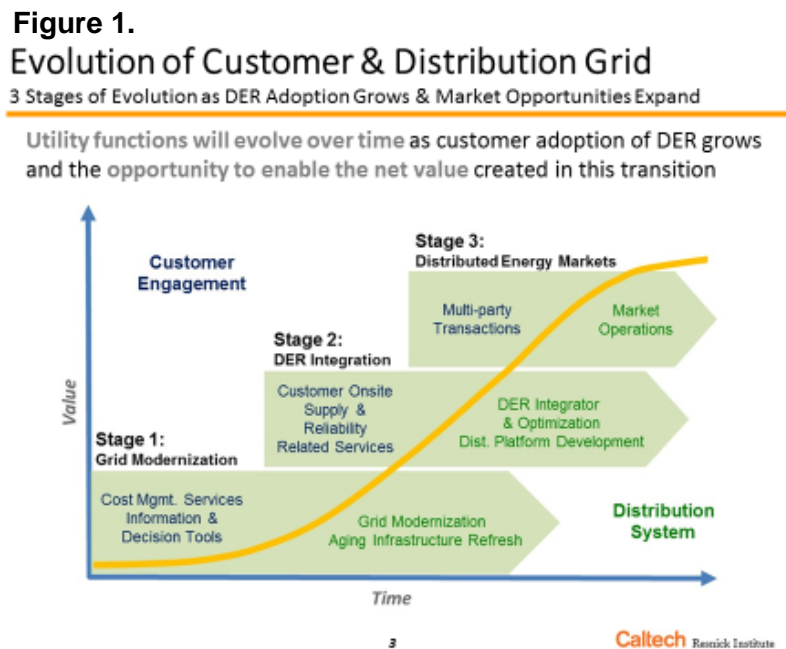 Figure 1.
Evolution of Customer & Distribution Grid
3 Stages of Evolution as DER Adoption Grows & Market Opportunities Expand
Utility functions will evolve over time as customer adoption of DER grows
and the opportunity to enable the net value created in this transition
Customer
Engagement
Stage 3:
Distributed Energy Markets
Multi-party
Transactions
Market
Operations
Stage 2:
DER Integration
Customer Onsite
Supply &
Reliability
Related Services
DER Integrator
& Optimization
Dist. Platform Development
Value
Stage 1:
Grid Modernization
Cost Mgmt. Services
Information &
Decision Tools
Grid Modernization
Aging Infrastructure Refresh
Distribution
System
Time
3
Caltech Resnick Institute